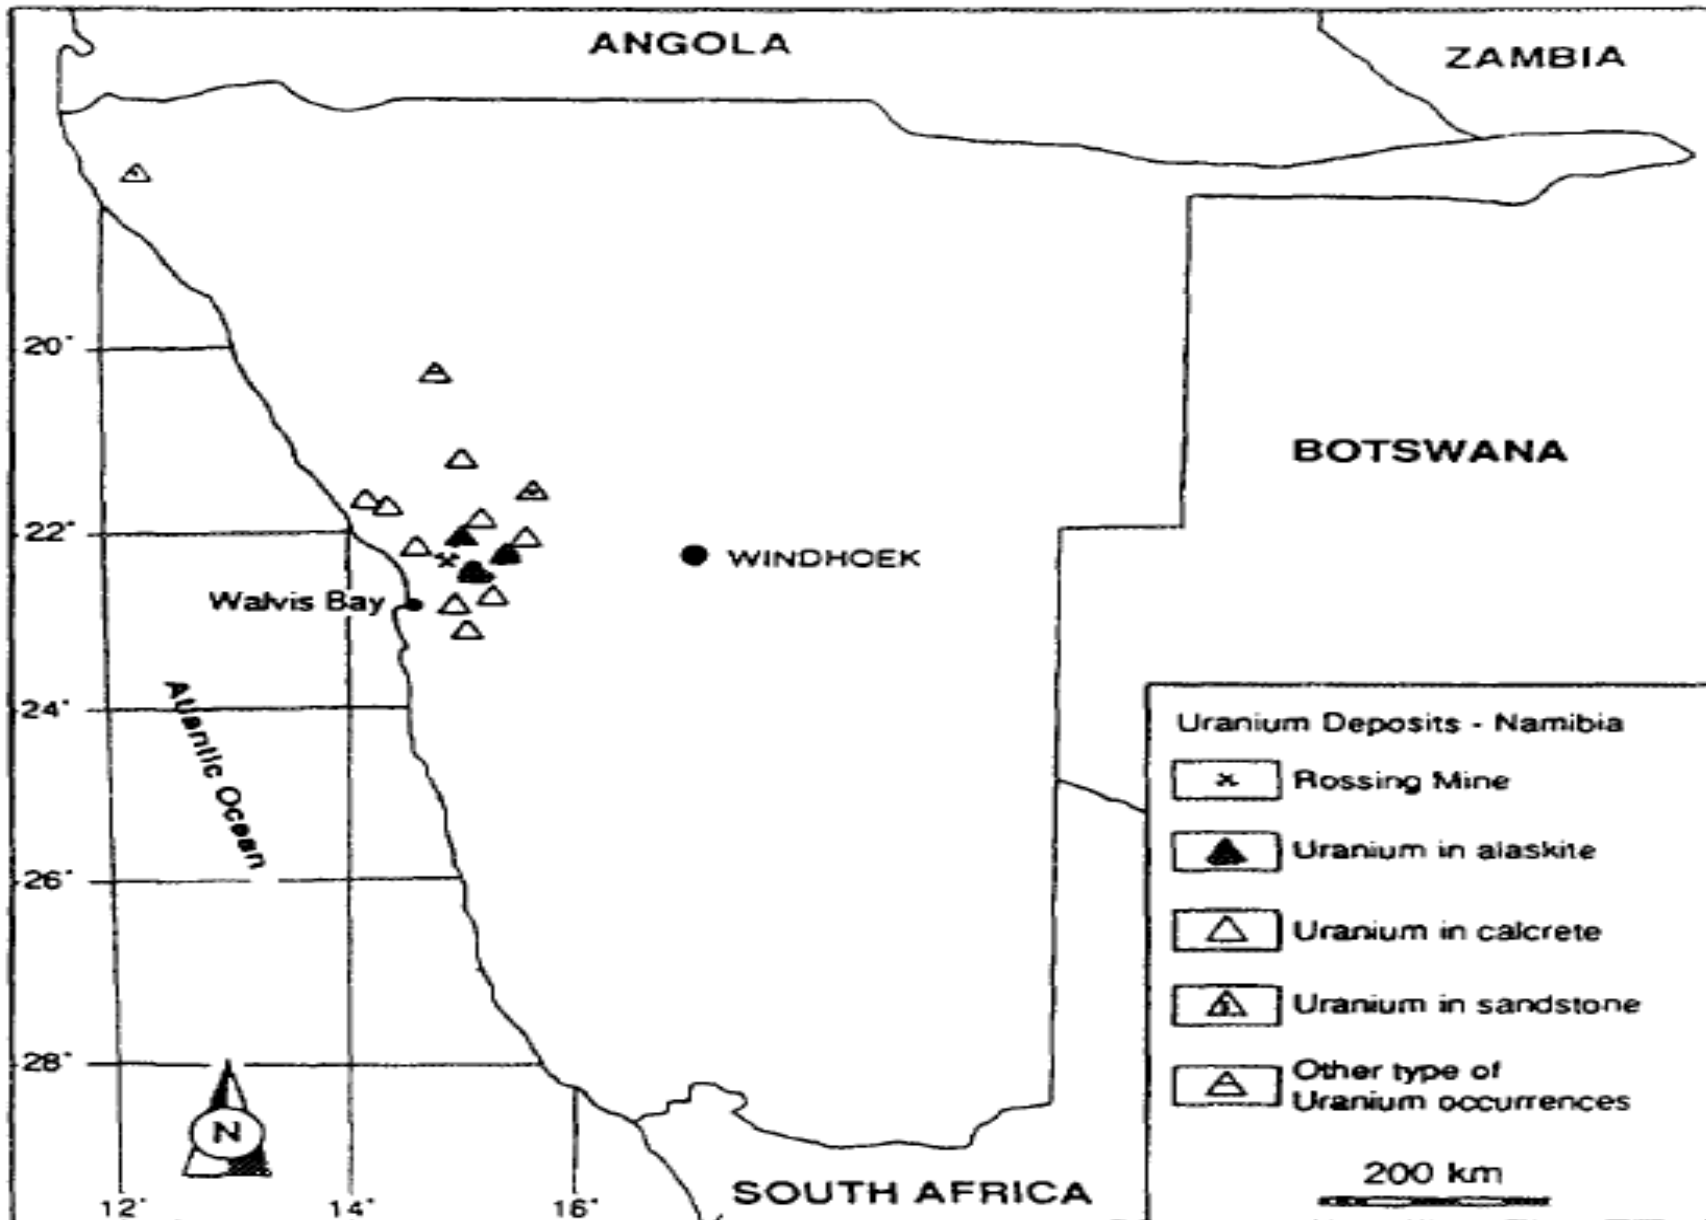 ANGOLA
ZAMBIA
20°
BOTSWANA
22°
WINDHOEK
Walvis Bay
24°
Atlantic Ocean
Uranium Deposits - Namibia
Rossing Mine
Uranium in alaskite
26°
Uranium in calcrete
Uranium in sandstone
28°
Other type of
Uranium occurrences
N
200 km
12°
14°
16°
SOUTH AFRICA